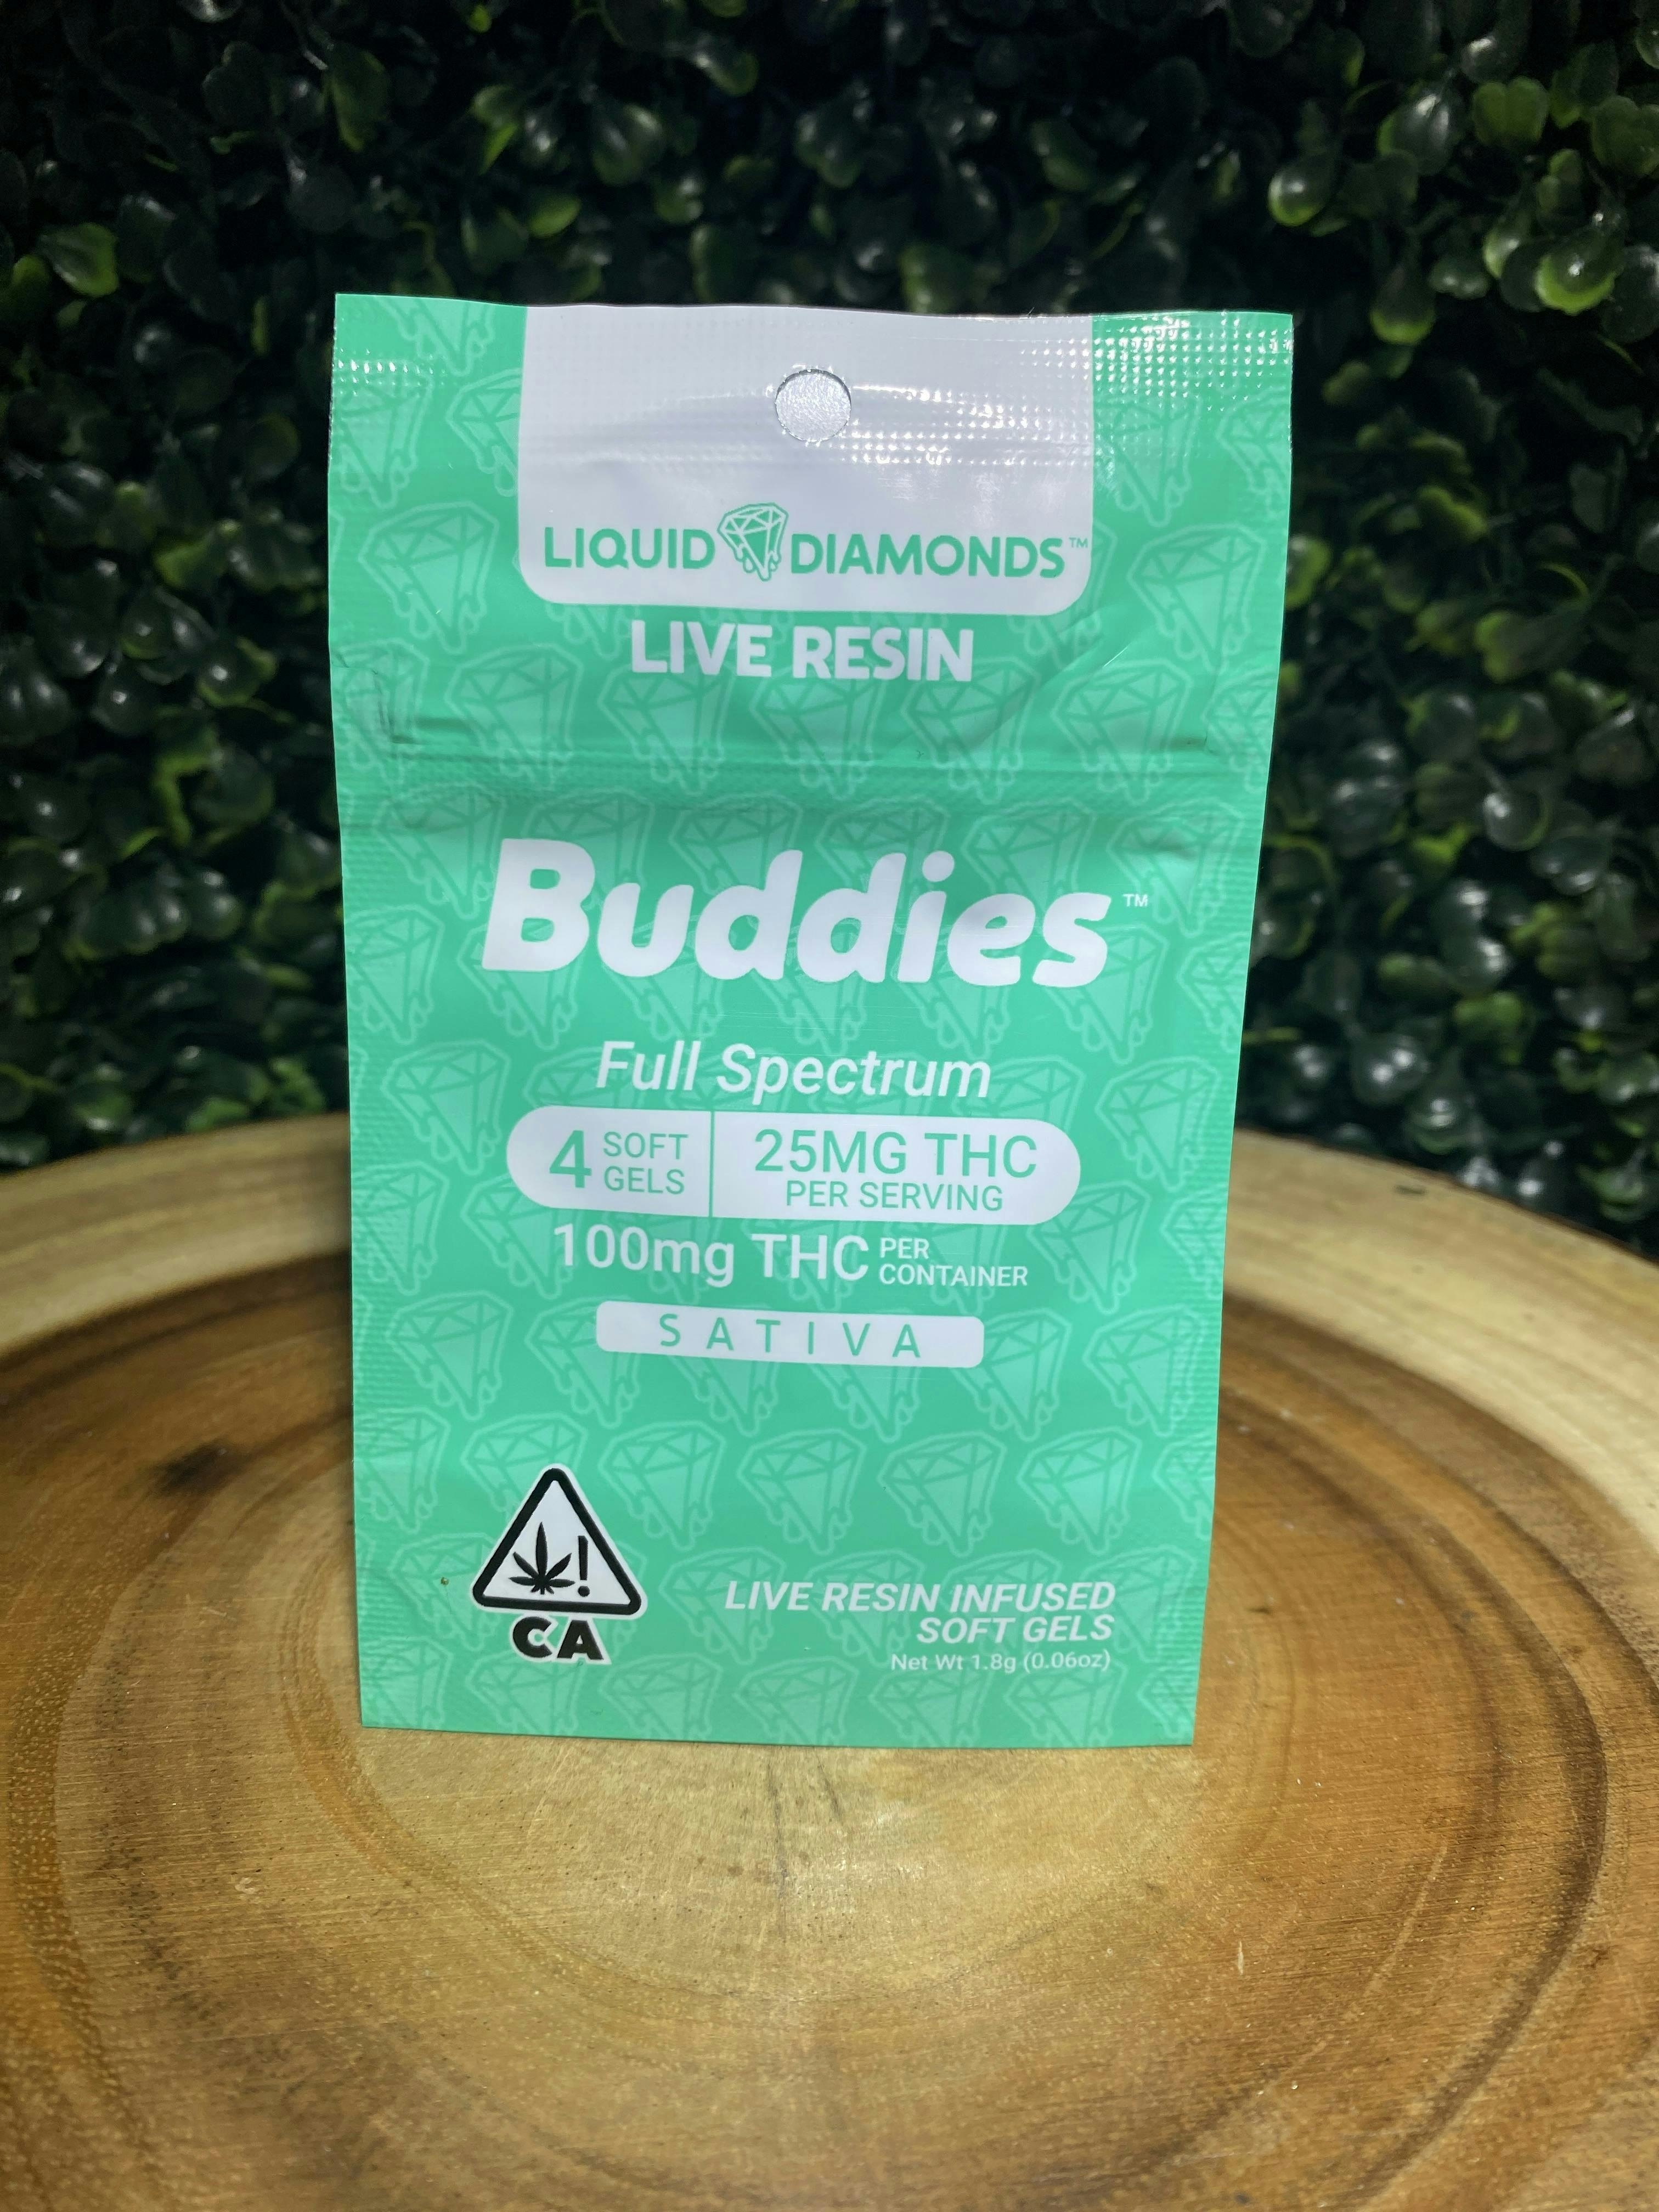 LIQUID DIAMONDS™
LIVE RESIN
Buddies™
Full Spectrum
4 SOFT GELS
25MG THC
PER SERVING
100mg THC PER CONTAINER
SATIVA
!
CA
LIVE RESIN INFUSED
SOFT GELS
Net Wt 1.8g (0.06oz)